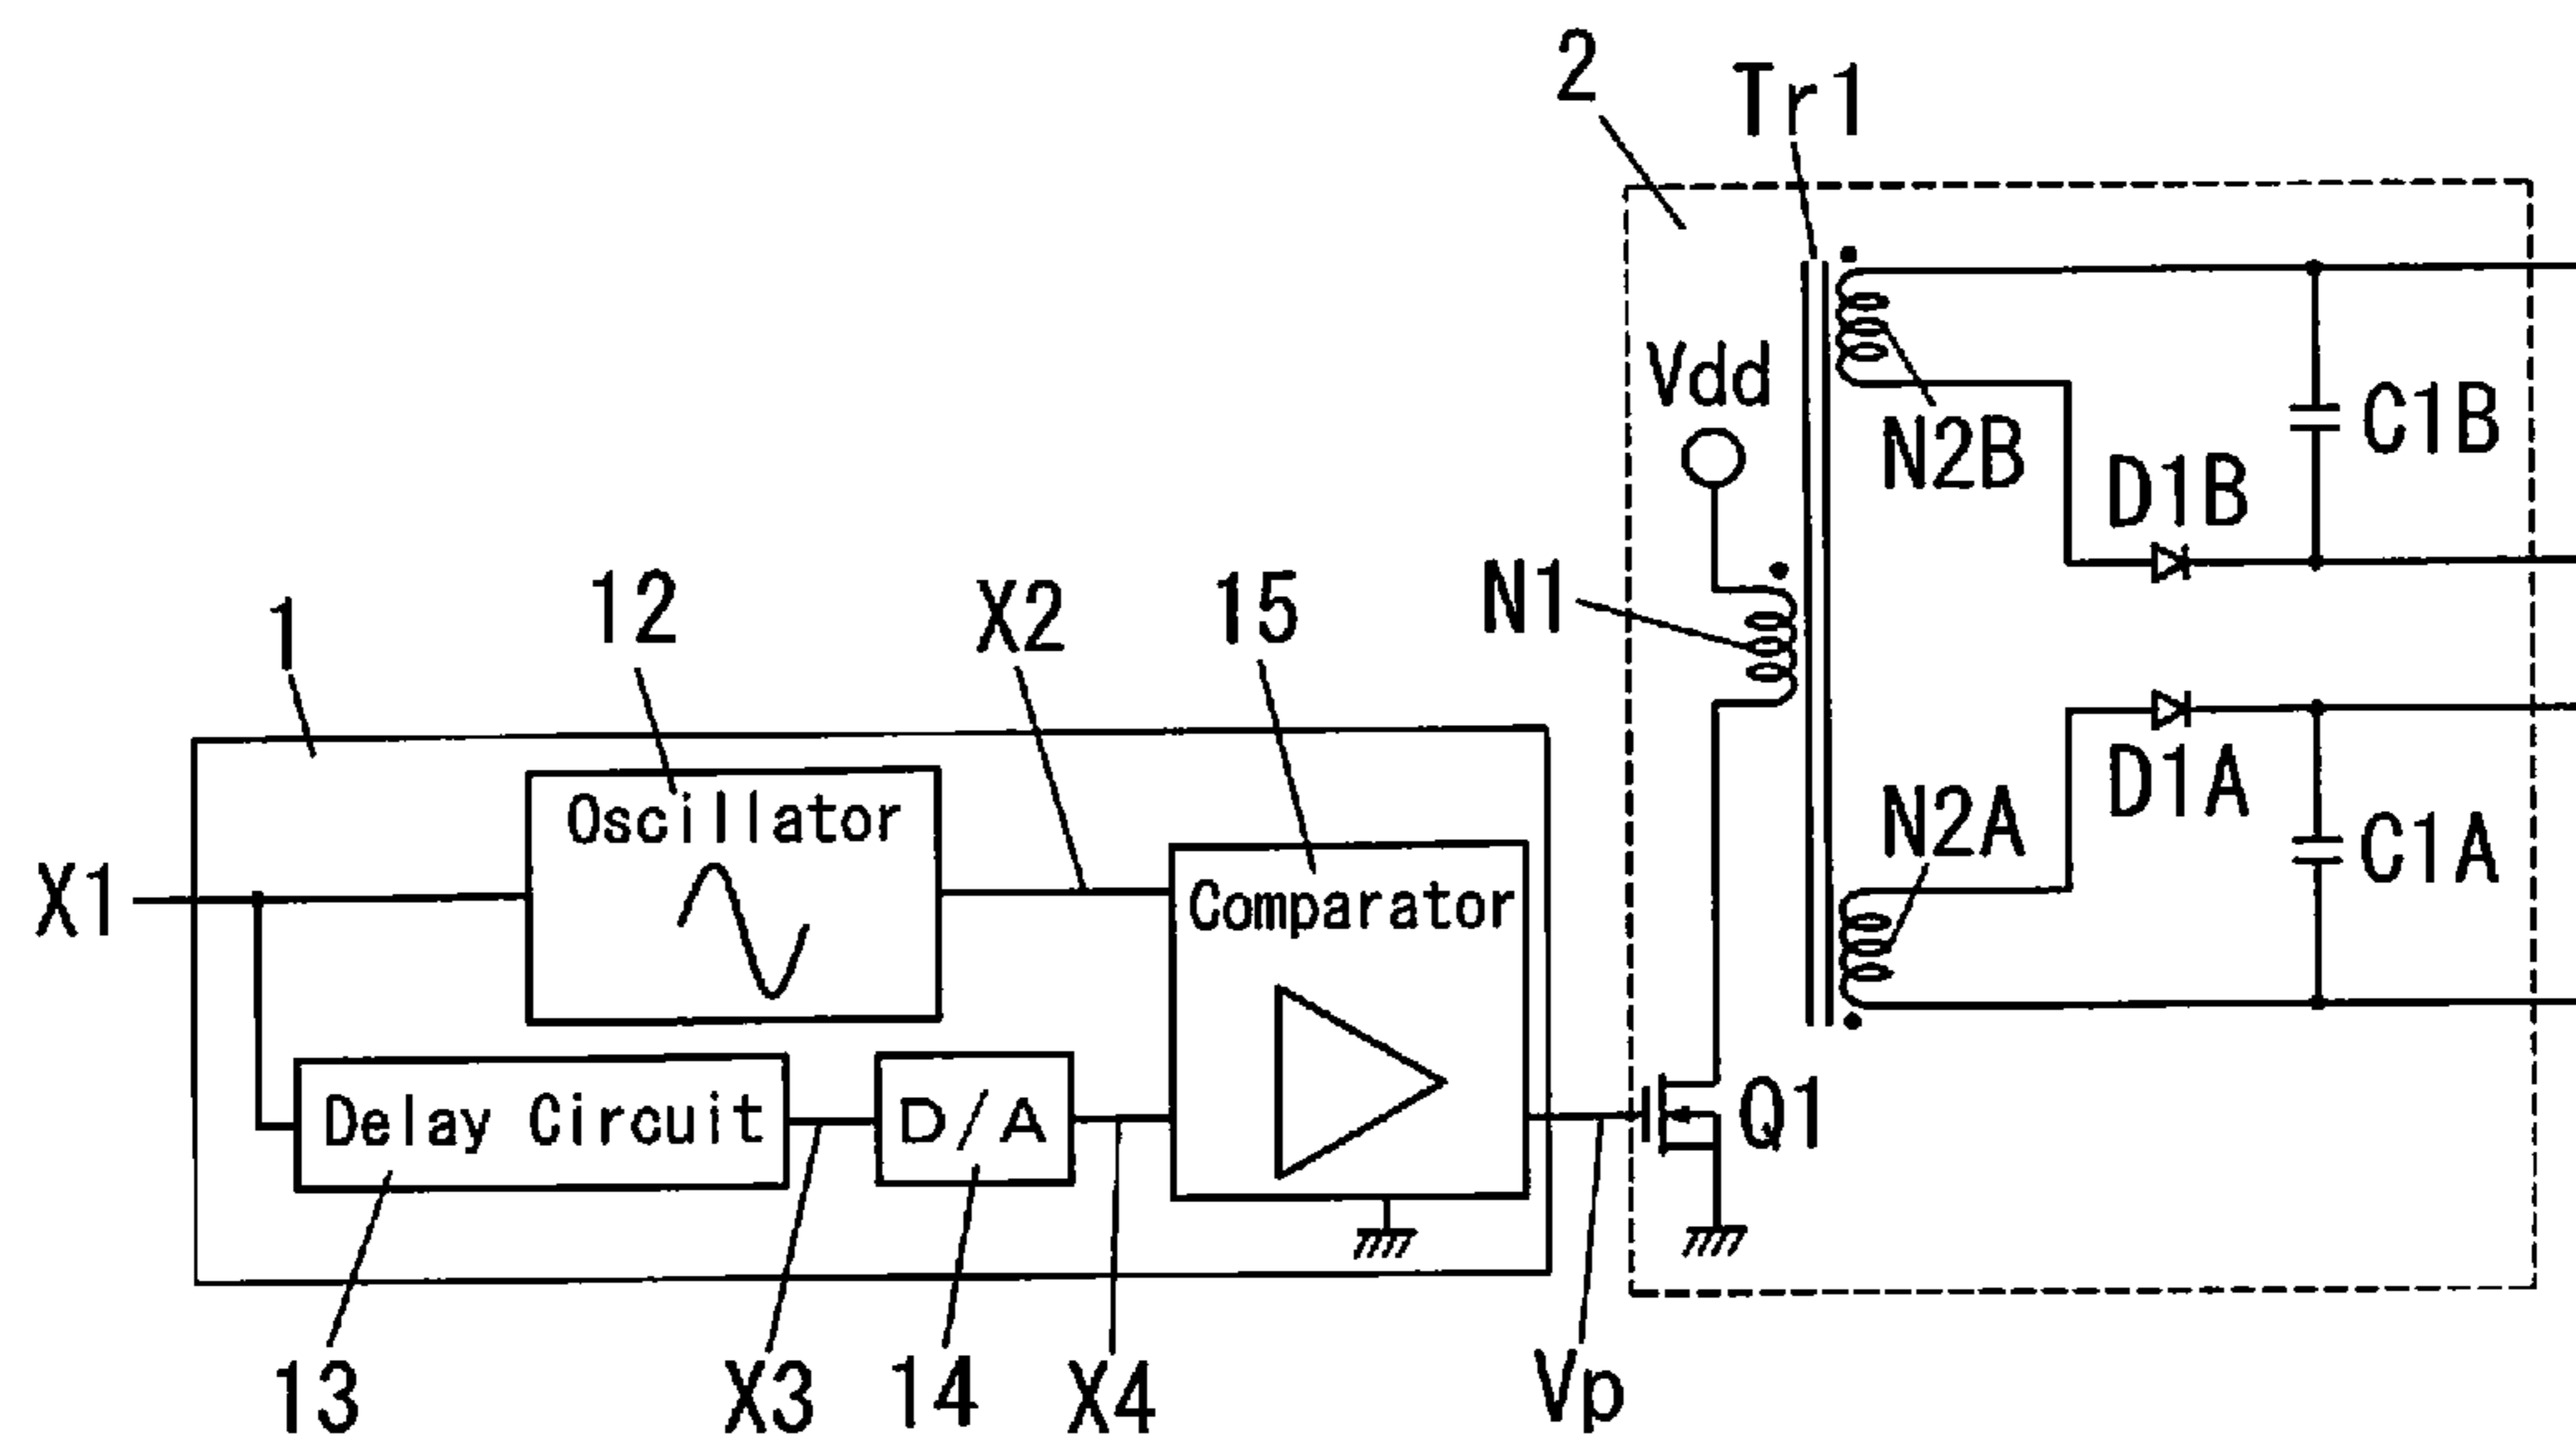 2
Tr1
Vdd
N2B
C1B
D1B
N1
1
12
X2
15
Oscillator
D1A
N2A
C1A
X1
Comparator
Delay Circuit
D/A
Q1
13
X3
14
X4
Vp